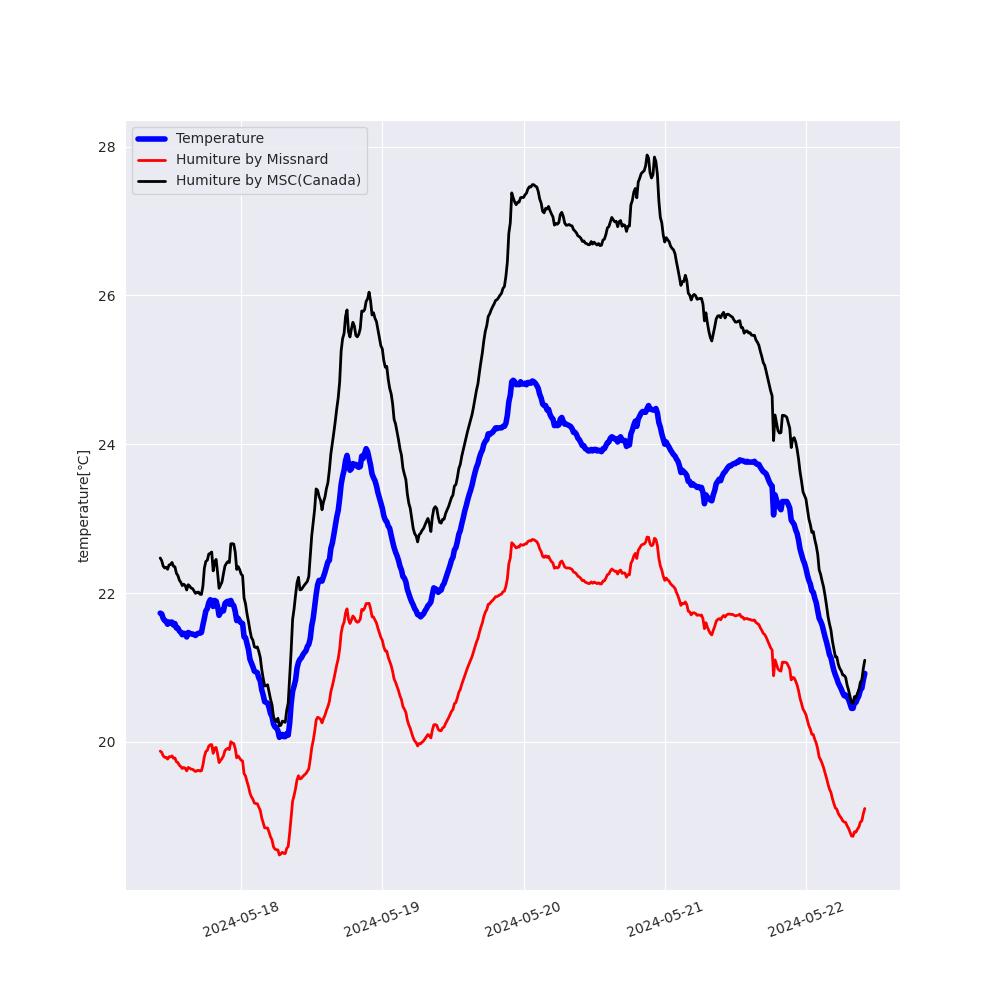 Temperature
Humiture by Missnard
Humiture by MSC(Canada)
28
26
24
22
20
temperature[℃]
2024-05-18
2024-05-19
2024-05-20
2024-05-21
2024-05-22